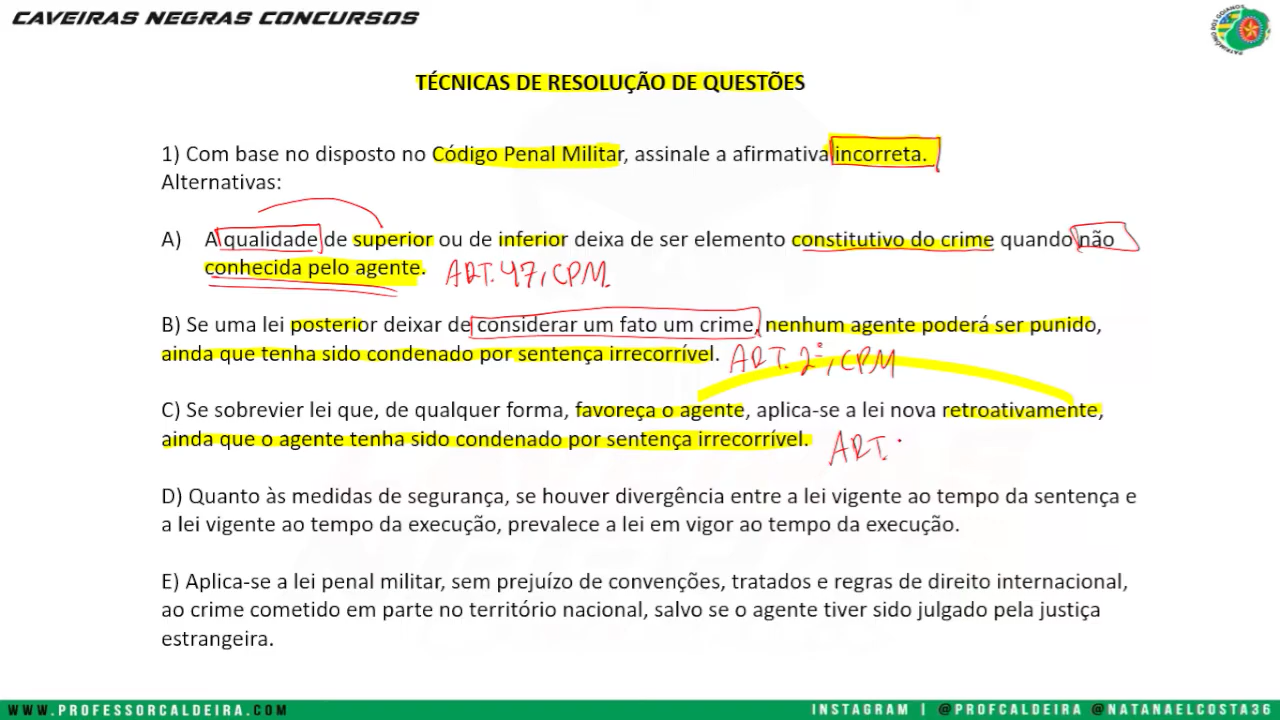 CAVEIRAS NEGRAS CONCURSOS
PATRIMÔNIO DOS GOIANOS
TÉCNICAS DE RESOLUÇÃO DE QUESTÕES
1) Com base no disposto no Código Penal Militar, assinale a afirmativa incorreta.
Alternativas:
A) A qualidade de superior ou de inferior deixa de ser elemento constitutivo do crime quando não
conhecida pelo agente. ART. 47, CPM.
B) Se uma lei posterior deixar de considerar um fato um crime, nenhum agente poderá ser punido,
ainda que tenha sido condenado por sentença irrecorrível. ART. 2º, CPM
C) Se sobrevier lei que, de qualquer forma, favoreça o agente, aplica-se a lei nova retroativamente,
ainda que o agente tenha sido condenado por sentença irrecorrível. ART.
D) Quanto às medidas de segurança, se houver divergência entre a lei vigente ao tempo da sentença e
a lei vigente ao tempo da execução, prevalece a lei em vigor ao tempo da execução.
E) Aplica-se a lei penal militar, sem prejuízo de convenções, tratados e regras de direito internacional,
ao crime cometido em parte no território nacional, salvo se o agente tiver sido julgado pela justiça
estrangeira.
WWW.PROFESSORCALDEIRA.COM
INSTAGRAM | @PROFCALDEIRA @NATANAELCOSTA36